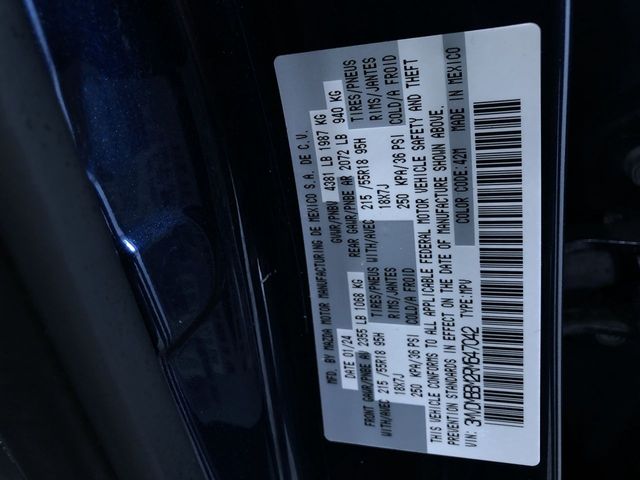 MFD. BY MAZDA MOTOR MANUFACTURING DE MEXICO S.A. DE C.V.
DATE 01/24 GVWR/PNBV 4381 LB 1987 KG
FRONT GAWR/PNBE AV 2355 LB 1068 KG REAR GAWR/PNBE AR 2072 LB 940 KG
WITH/AVEC 215 /55R18 95H TIRES/PNEUS WITH/AVEC 215 /55R18 95H TIRES/PNEUS
18X7J RIMS/JANTES 18X7J RIMS/JANTES
250 KPA/36 PSI COLD/A FROID 250 KPA/36 PSI COLD/A FROID
THIS VEHICLE CONFORMS TO ALL APPLICABLE FEDERAL MOTOR VEHICLE SAFETY AND THEFT
PREVENTION STANDARDS IN EFFECT ON THE DATE OF MANUFACTURE SHOWN ABOVE.
COLOR CODE: 42M MADE IN MEXICO
TYPE: MPV
VIN: 3MVDMBBM2RM647042